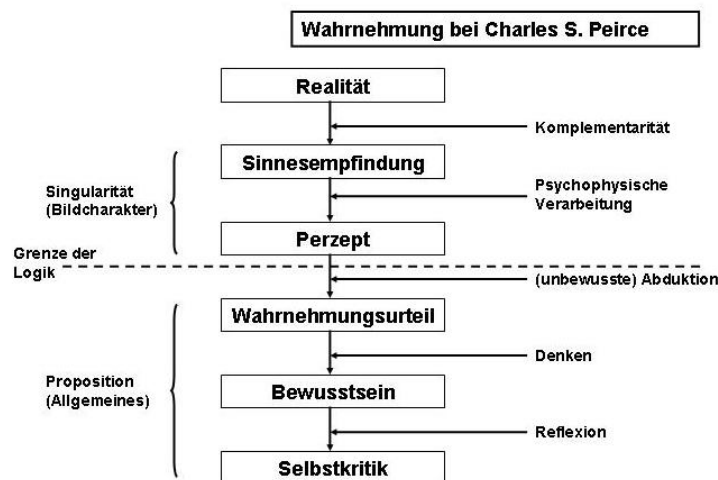 Wahrnehmung bei Charles S. Peirce
Realität
Komplementarität
Sinnesempfindung
Singularität
(Bildcharakter)
Psychophysische
Verarbeitung
Perzept
Grenze der
Logik
(unbewusste) Abduktion
Wahrnehmungsurteil
Denken
Proposition
(Allgemeines)
Bewusstsein
Reflexion
Selbstkritik